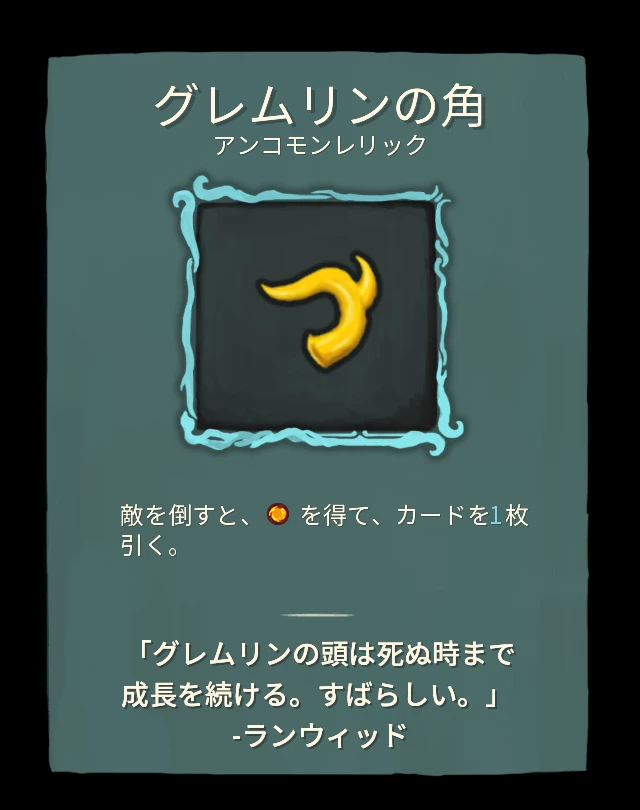 グレムリンの角
アンコモンレリック
敵を倒すと、 を得て、カードを1枚
引く。
「グレムリンの頭は死ぬ時まで
成長を続ける。すばらしい。」
-ランウィッド